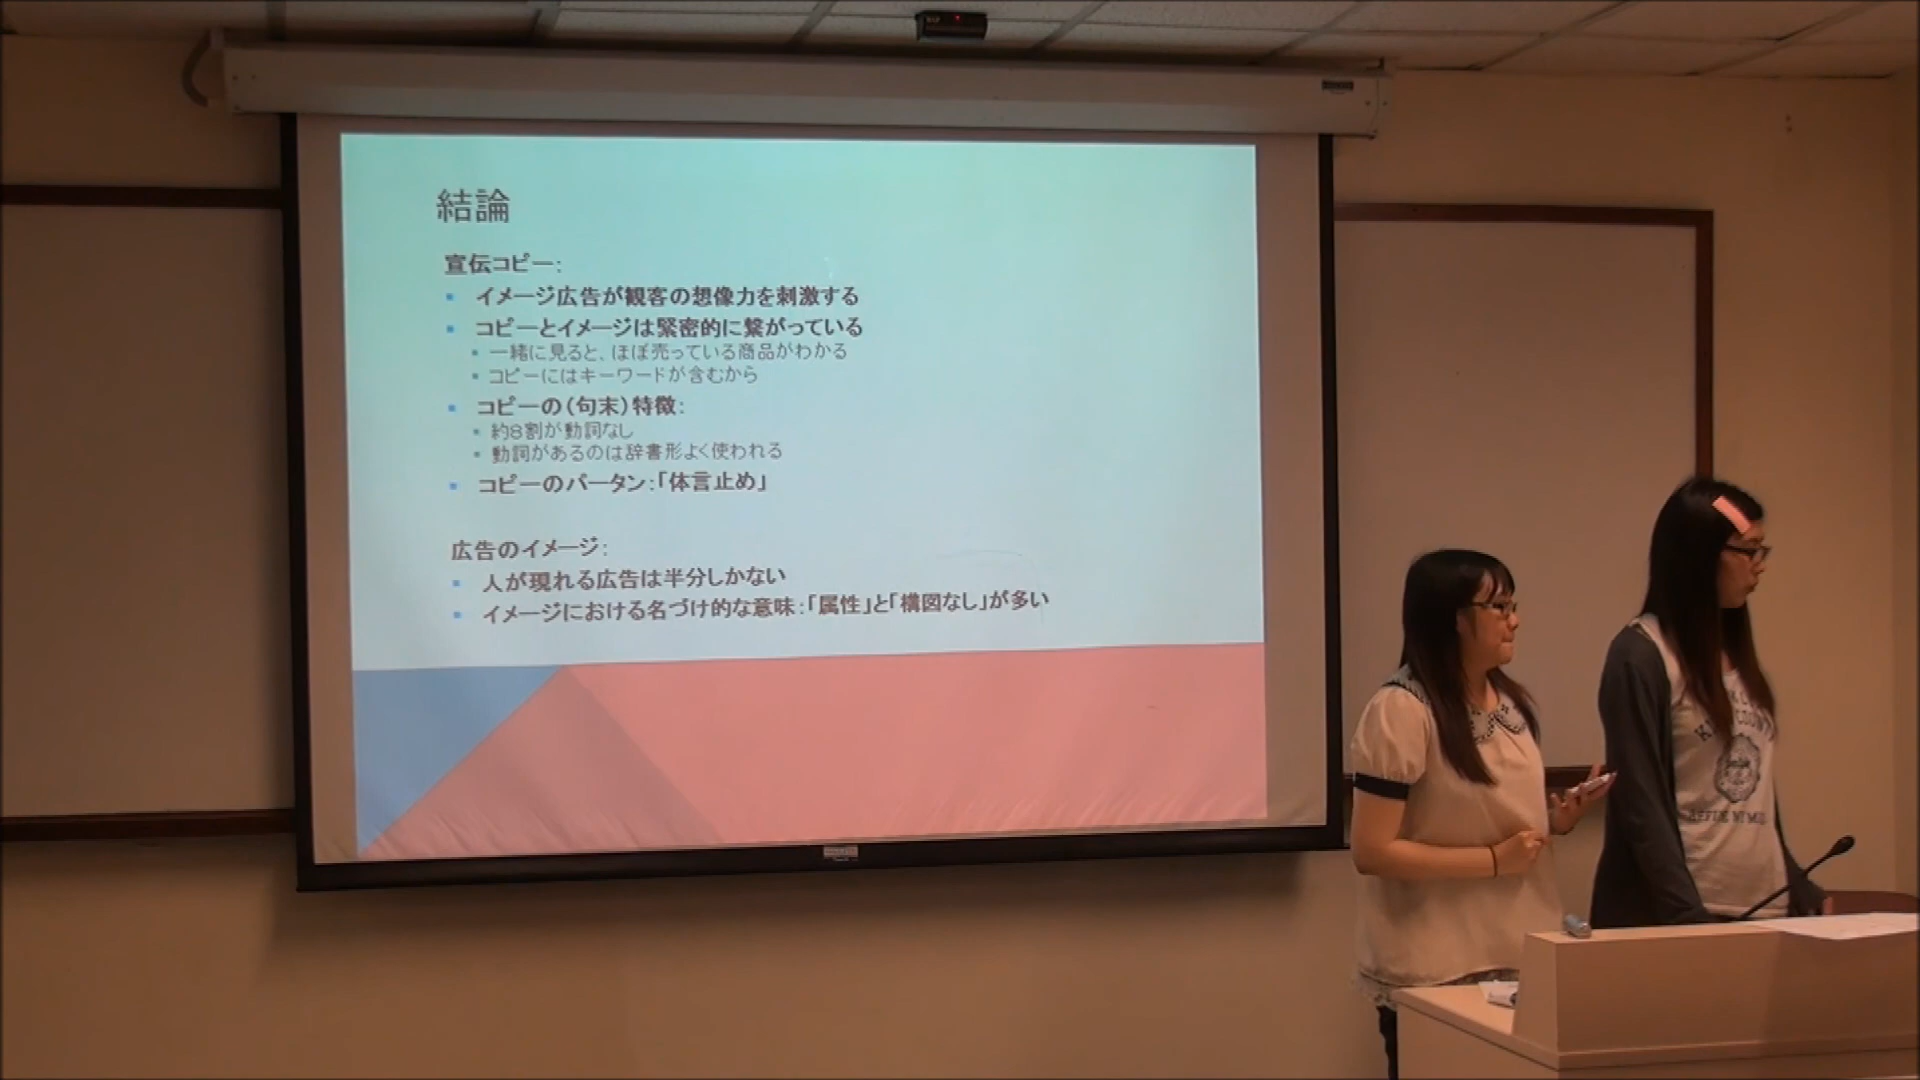 結論
宣伝コピー:
イメージ広告が観客の想像力を刺激する
コピーとイメージは緊密的に繋がっている
一緒に見ると、ほぼ売っている商品がわかる
コピーにはキーワードが含むから
コピーの(句末)特徴:
約8割が動詞なし
動詞があるのは辞書形よく使われる
コピーのパータン:「体言止め」
広告のイメージ:
人が現れる広告は半分しかない
イメージにおける名づけ的な意味:「属性」と「構図なし」が多い